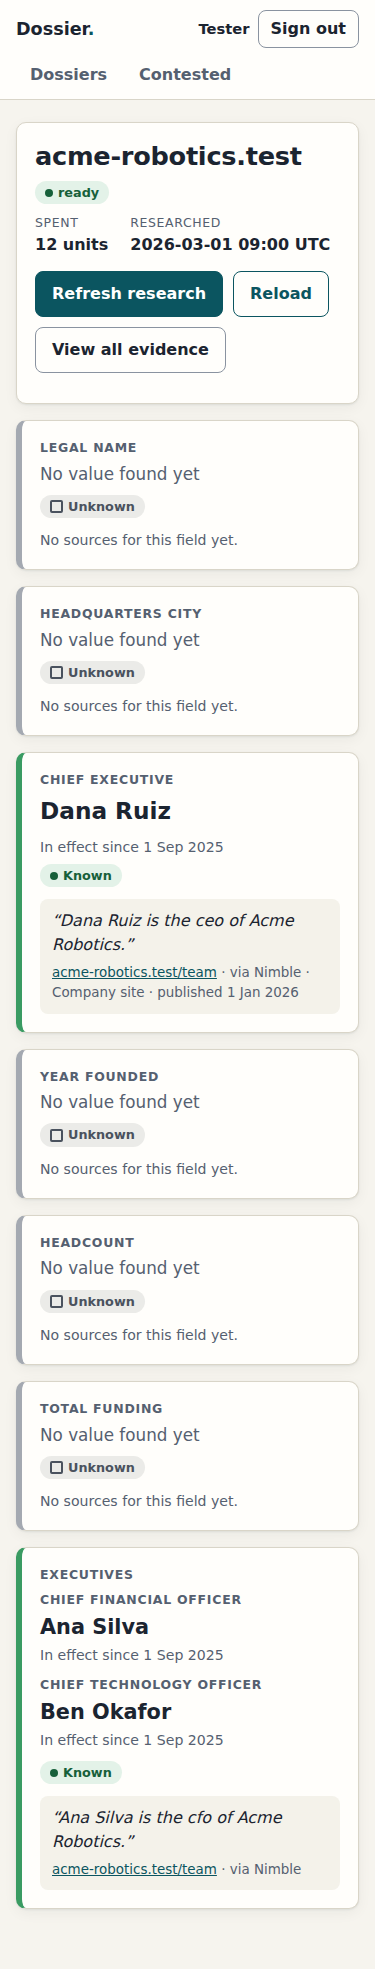 Dossier.
Tester
Sign out
Dossiers
Contested
acme-robotics.test
ready
SPENT
RESEARCHED
12 units
2026-03-01 09:00 UTC
Refresh research
Reload
View all evidence
LEGAL NAME
No value found yet
Unknown
No sources for this field yet.
HEADQUARTERS CITY
No value found yet
Unknown
No sources for this field yet.
CHIEF EXECUTIVE
Dana Ruiz
In effect since 1 Sep 2025
Known
“Dana Ruiz is the ceo of Acme
Robotics.”
acme-robotics.test/team · via Nimble ·
Company site · published 1 Jan 2026
YEAR FOUNDED
No value found yet
Unknown
No sources for this field yet.
HEADCOUNT
No value found yet
Unknown
No sources for this field yet.
TOTAL FUNDING
No value found yet
Unknown
No sources for this field yet.
EXECUTIVES
CHIEF FINANCIAL OFFICER
Ana Silva
In effect since 1 Sep 2025
CHIEF TECHNOLOGY OFFICER
Ben Okafor
In effect since 1 Sep 2025
Known
“Ana Silva is the cfo of Acme
Robotics.”
acme-robotics.test/team · via Nimble